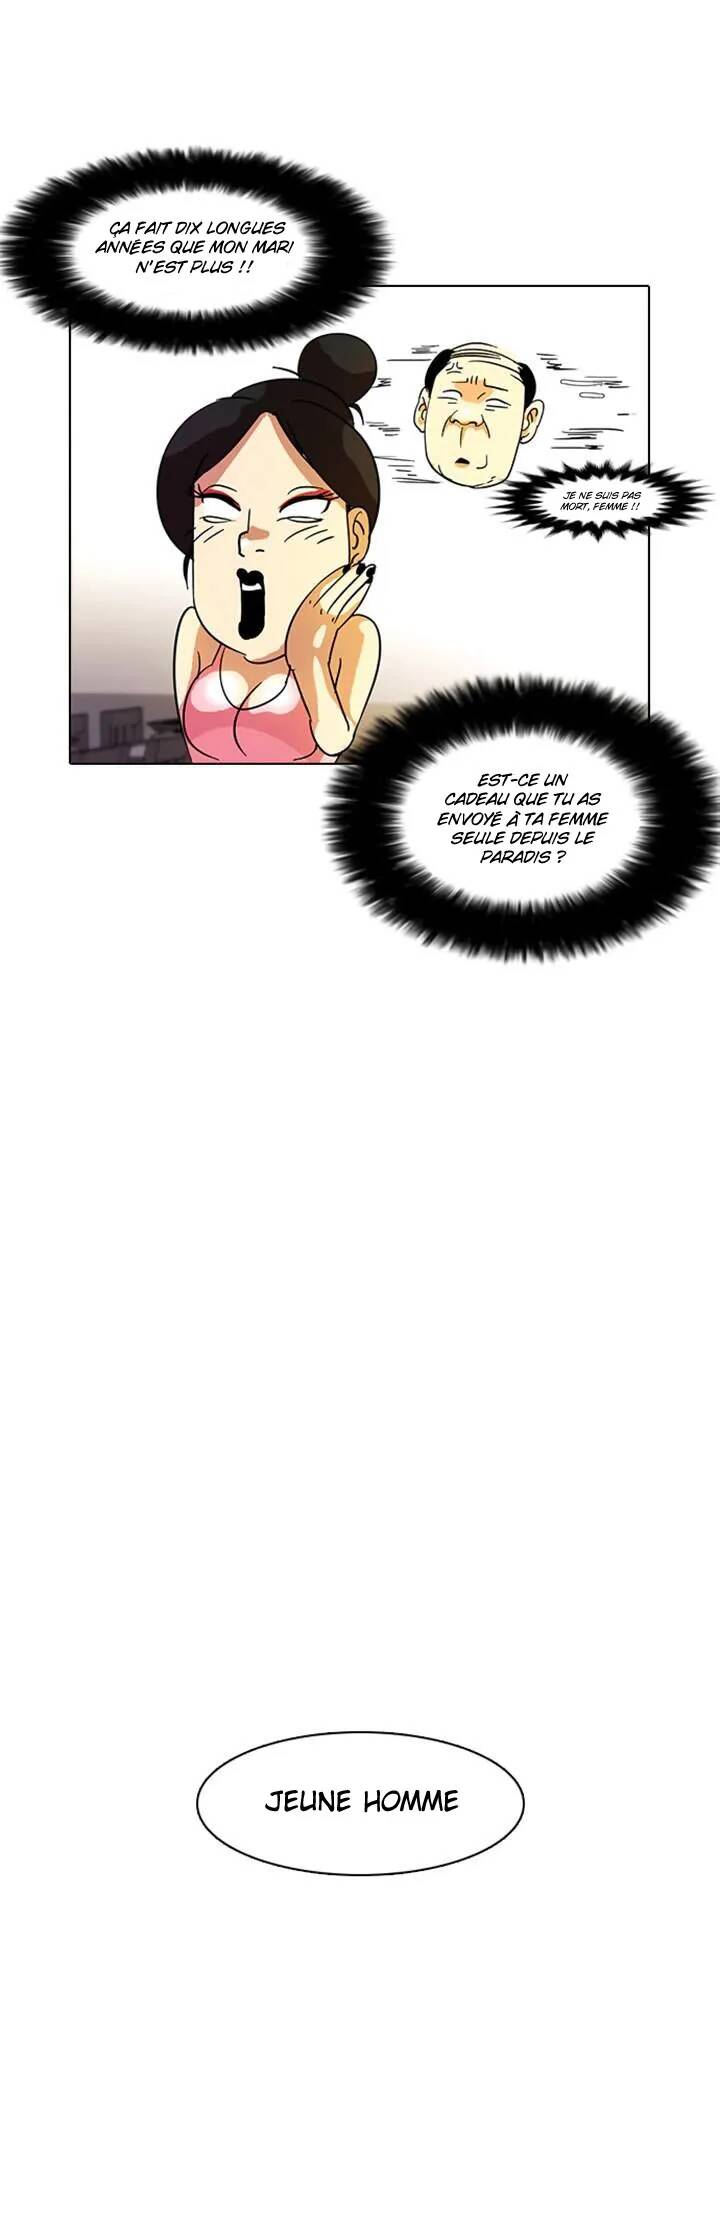 ÇA FAIT DIX LONGUES
ANNÉES QUE MON MARI
N'EST PLUS !!
JE NE SUIS PAS
MORT, FEMME !!
EST-CE UN
CADEAU QUE TU AS
ENVOYÉ À TA FEMME
SEULE DEPUIS LE
PARADIS ?
JEUNE HOMME